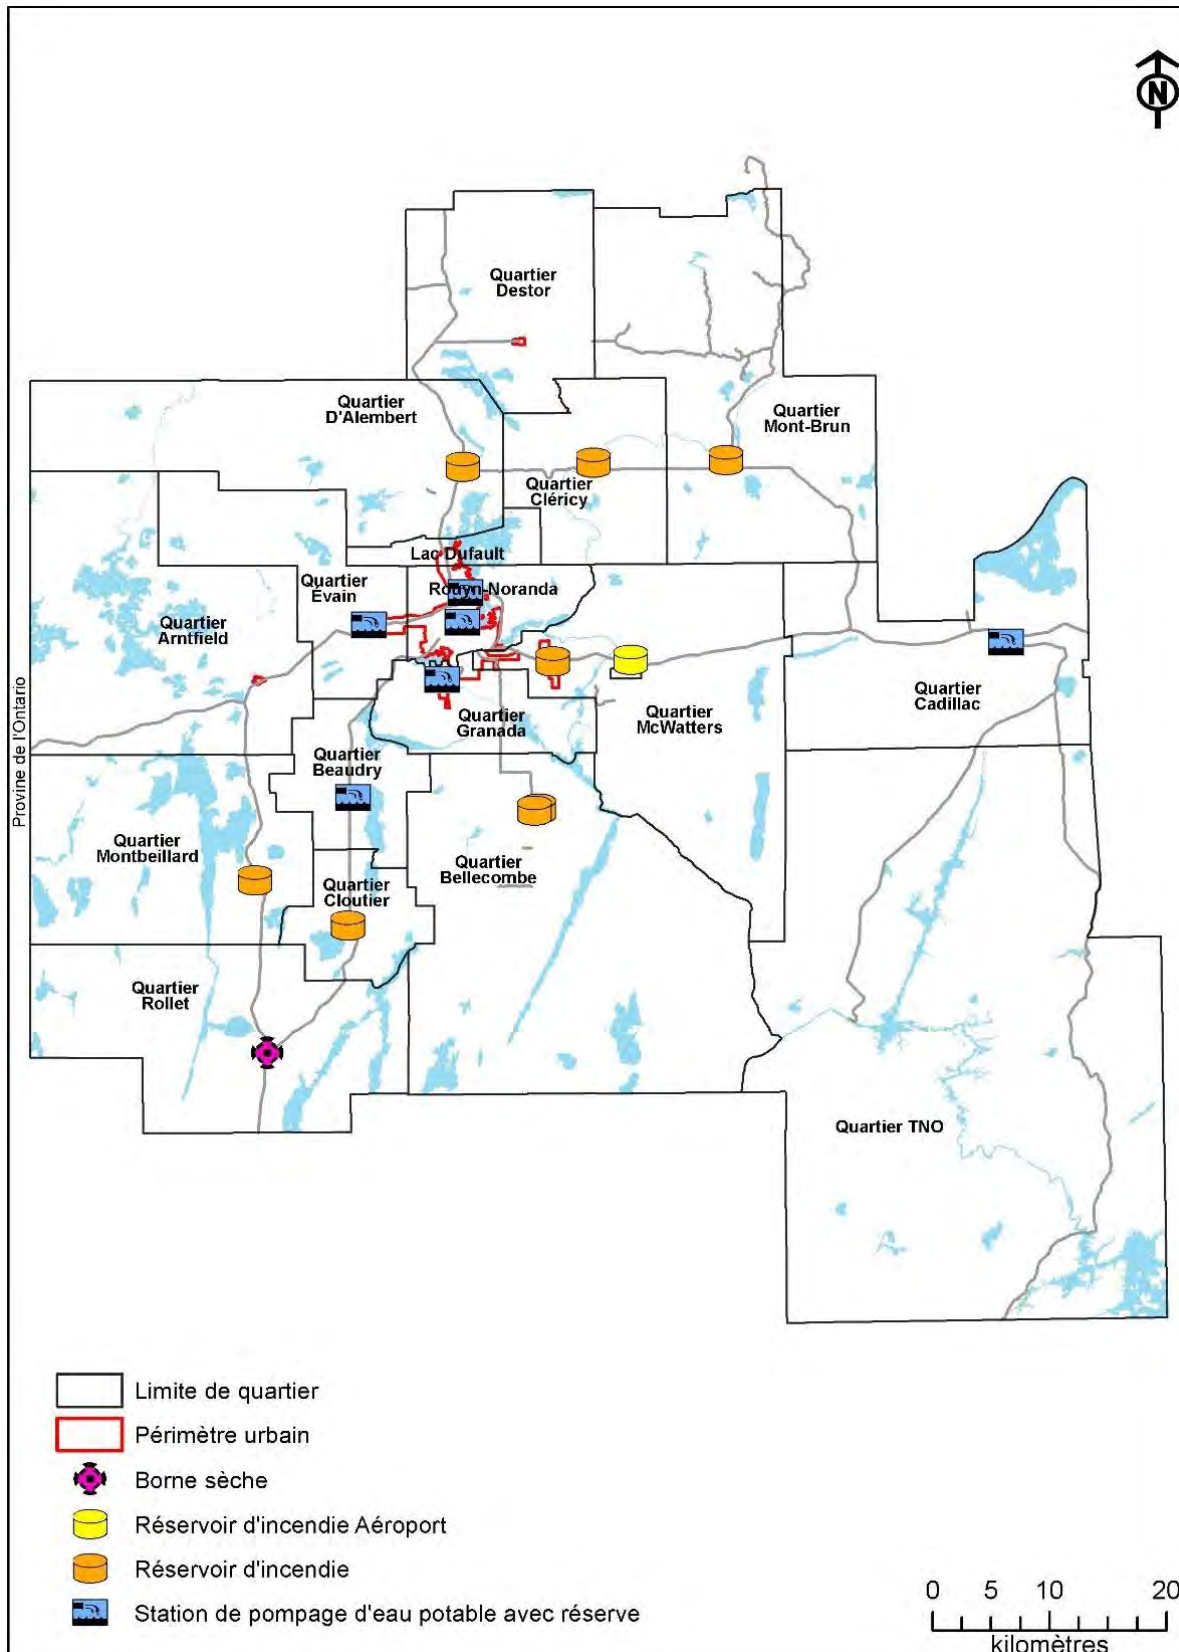 N
Quartier
Destor
Quartier
D'Alembert
Quartier
Mont-Brun
Quartier
Cléricy
Lac Dufault
Rouyn-Noranda
Quartier
Évain
Quartier
Arntfield
Quartier
Cadillac
Quartier
Granada
Quartier
McWatters
Quartier
Beaudry
Provine de l'Ontario
Quartier
Montbeillard
Quartier
Bellecombe
Quartier
Cloutier
Quartier
Rollet
Quartier TNO
Limite de quartier
Périmètre urbain
Borne sèche
Réservoir d'incendie Aéroport
Réservoir d'incendie
Station de pompage d'eau potable avec réserve
0 5 10 20
kilomètres